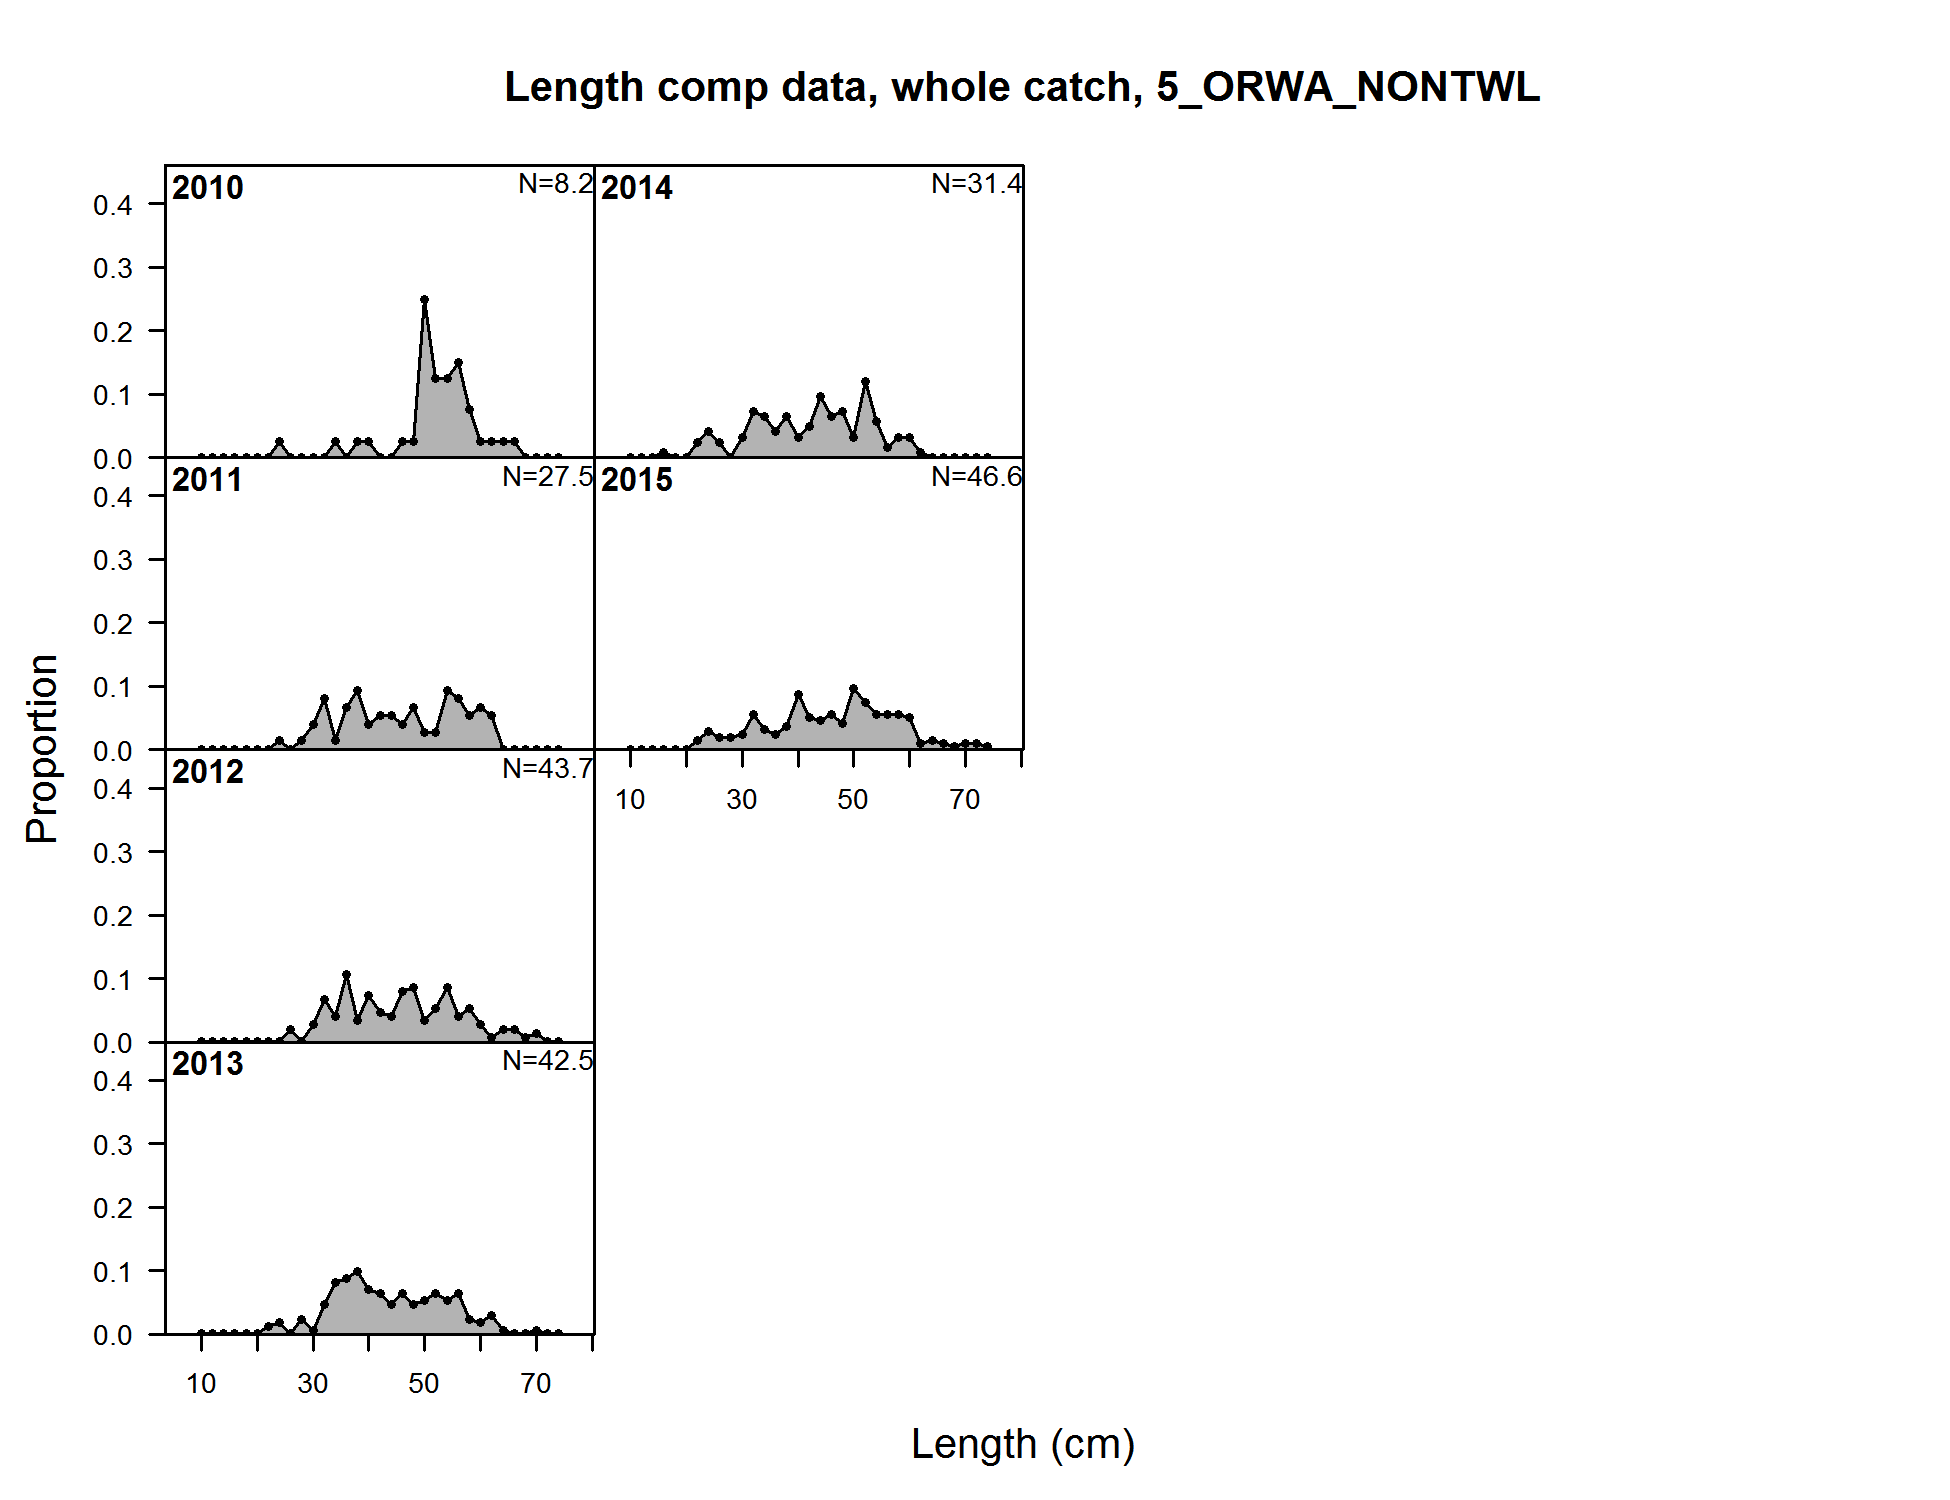 Length comp data, whole catch, 5_ORWA_NONTWL
2010 N=8.2
2014 N=31.4
0.4
0.3
0.2
0.1
0.0
2011 N=27.5
2015 N=46.6
0.4
0.3
0.2
0.1
0.0
10 30 50 70
2012 N=43.7
0.4
0.3
0.2
0.1
0.0
2013 N=42.5
0.4
0.3
0.2
0.1
0.0
10 30 50 70
Proportion
Length (cm)